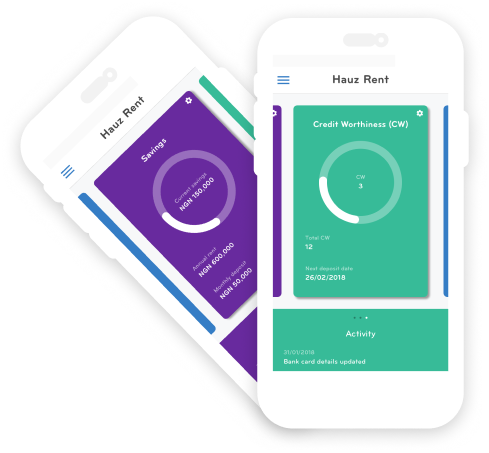 Hauz Rent
Savings
Current savings
NGN 150,000
Annual rent
NGN 600,000
Monthly deposit
NGN 50,000
Hauz Rent
Credit Worthiness (CW)
CW
3
Total CW
12
Next deposit date
26/02/2018
Activity
31/01/2018
Bank card details updated